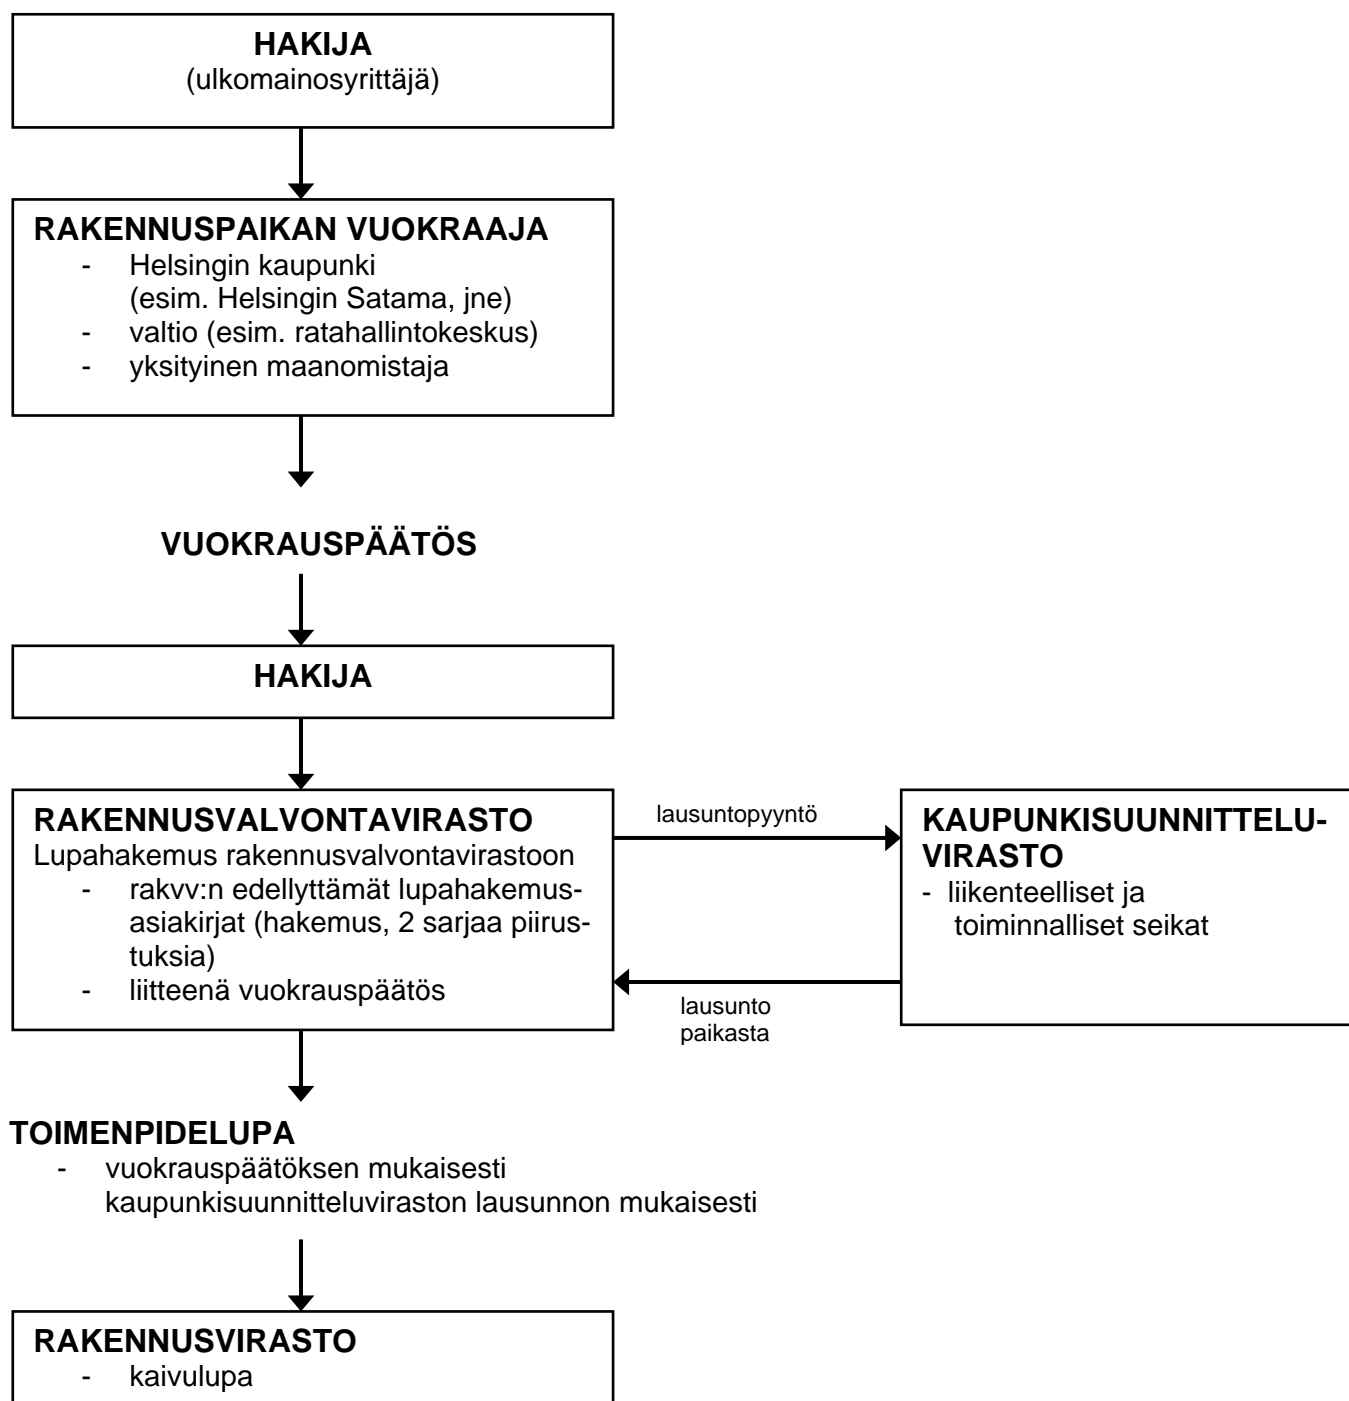 HAKIJA
(ulkomainosyrittäjä)
RAKENNUSPAIKAN VUOKRAAJA
- Helsingin kaupunki
(esim. Helsingin Satama, jne)
- valtio (esim. ratahallintokeskus)
- yksityinen maanomistaja
VUOKRAUSPÄÄTÖS
HAKIJA
RAKENNUSVALVONTAVIRASTO
Lupahakemus rakennusvalvontavirastoon
- rakvv:n edellyttämät lupahakemus-
asiakirjat (hakemus, 2 sarjaa piirus-
tuksia)
- liitteenä vuokrauspäätös
lausuntopyyntö
lausunto
paikasta
KAUPUNKISUUNNITTELU-
VIRASTO
- liikenteelliset ja
toiminnalliset seikat
TOIMENPIDELUPA
- vuokrauspäätöksen mukaisesti
kaupunkisuunnitteluviraston lausunnon mukaisesti
RAKENNUSVIRASTO
- kaivulupa